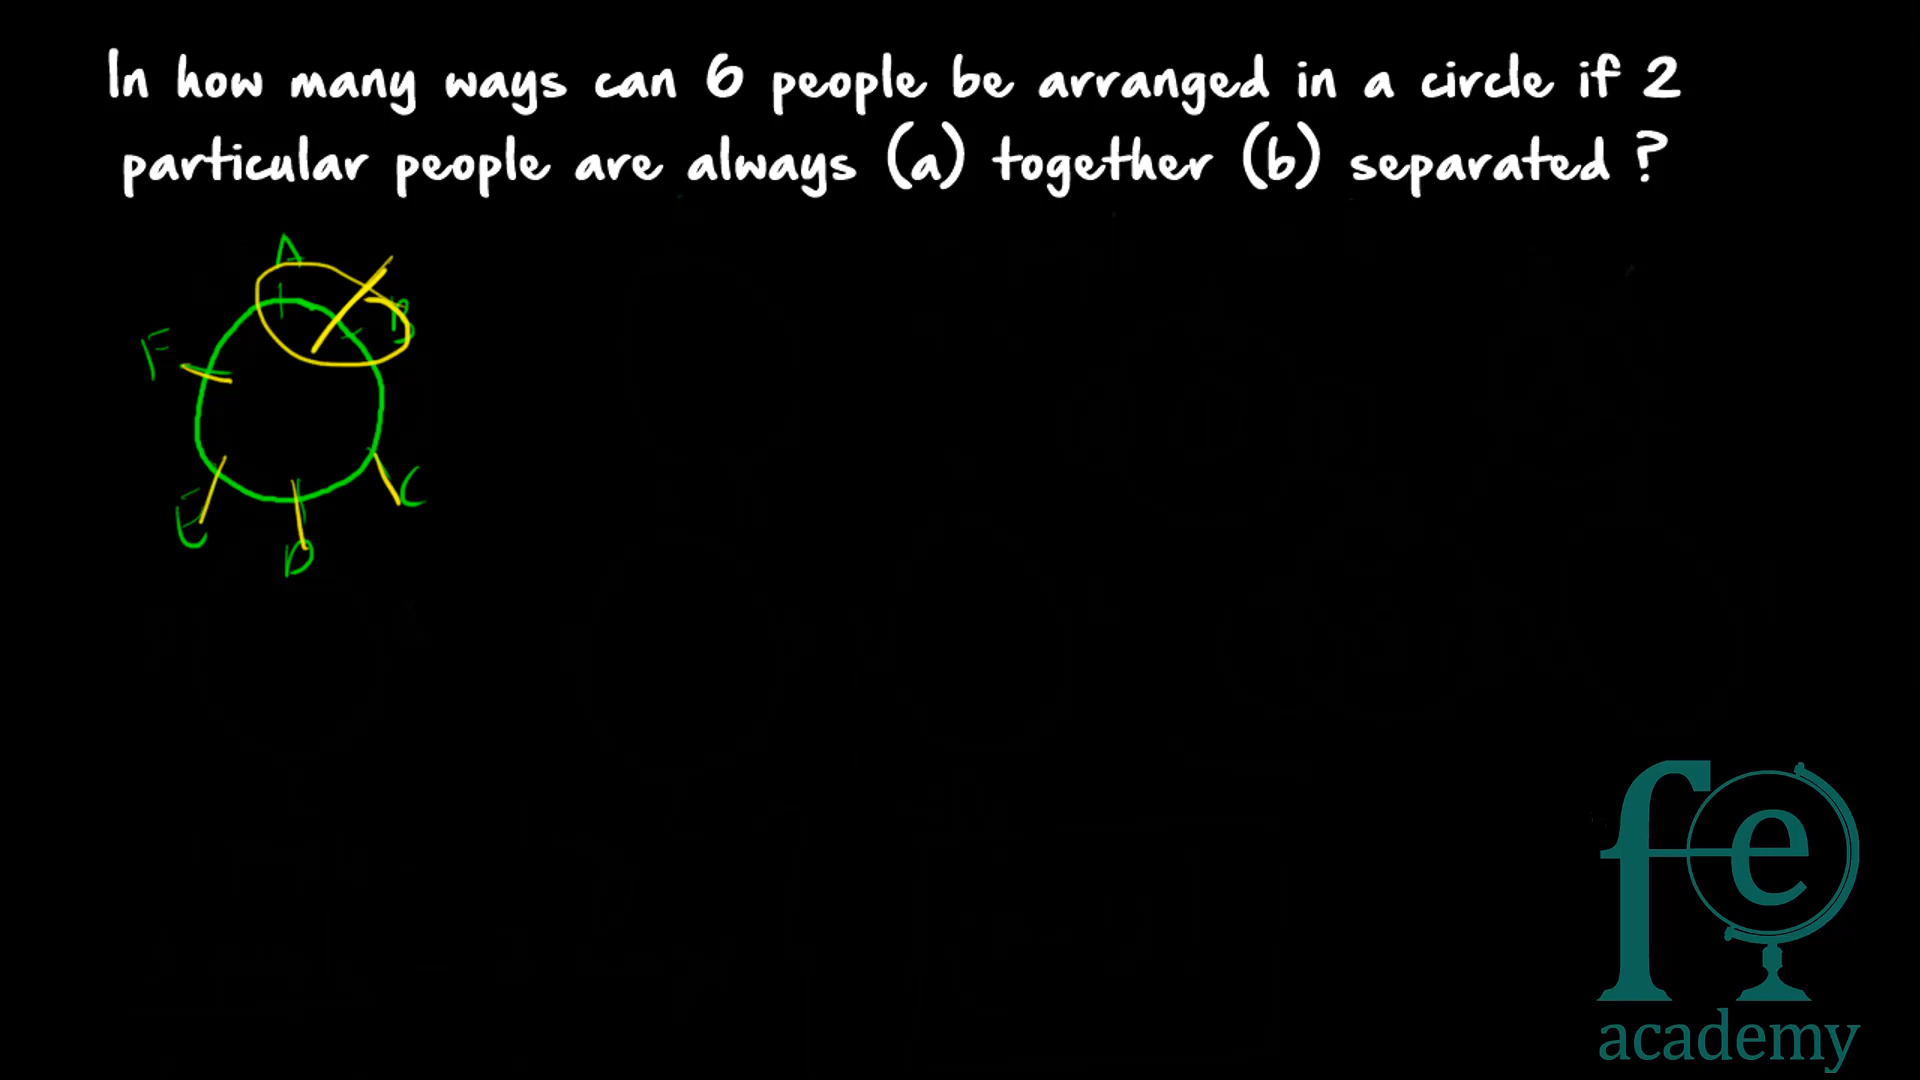 In how many ways can 6 people be arranged in a circle if 2
particular people are always (a) together (b) separated ?
A
B
F
C
E
D
fe
academy